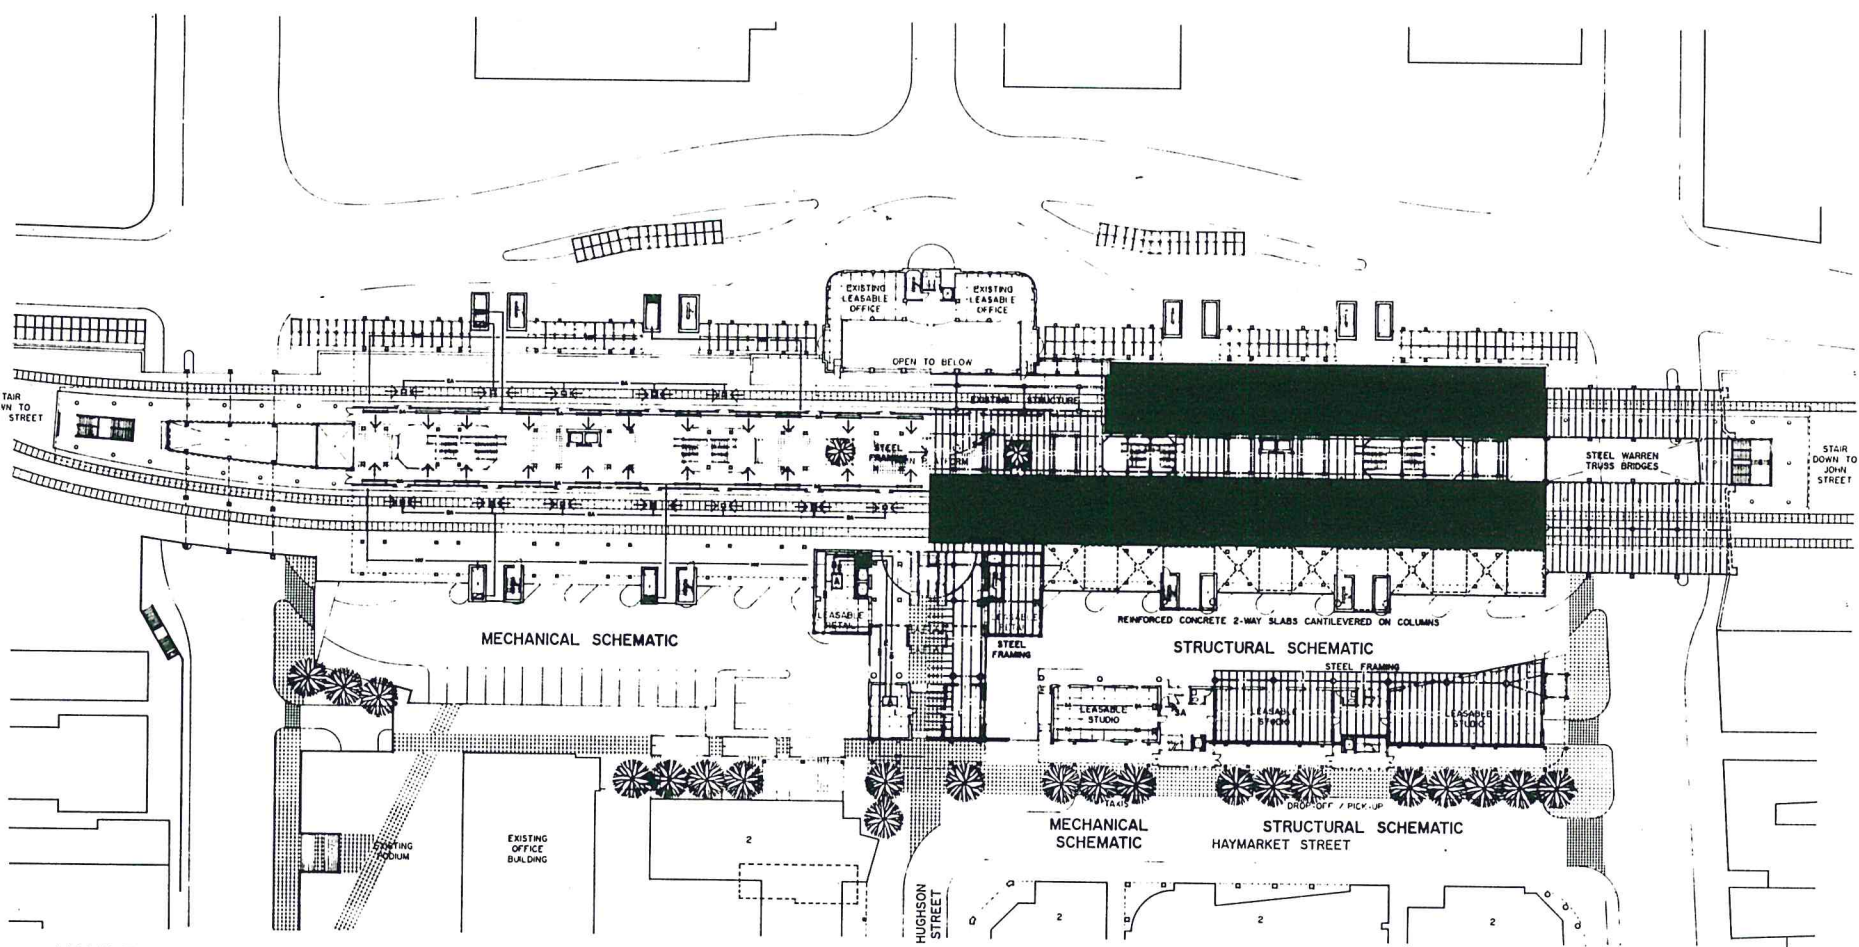 EXISTING
LEASABLE
OFFICE
EXISTING
LEASABLE
OFFICE
OPEN TO BELOW
TAIR
VN TO
STREET
EXISTING STRUCTURE
STEEL
STEEL WARREN
TRUSS BRIDGES
STAIR
DOWN TO
JOHN
STREET
LEASABLE
RETAIL
STEEL
FRAMING
REINFORCED CONCRETE 2-WAY SLABS CANTILEVERED ON COLUMNS
MECHANICAL SCHEMATIC
STRUCTURAL SCHEMATIC
STEEL FRAMING
LEASABLE
STUDIO
SA
LEASABLE
STUDIO
LEASABLE
STUDIO
TAXIS
DROP-OFF / PICK-UP
MECHANICAL
SCHEMATIC
STRUCTURAL SCHEMATIC
HAYMARKET STREET
EXISTING
PODIUM
EXISTING
OFFICE
BUILDING
2
HUGHSON
STREET
2
2
2